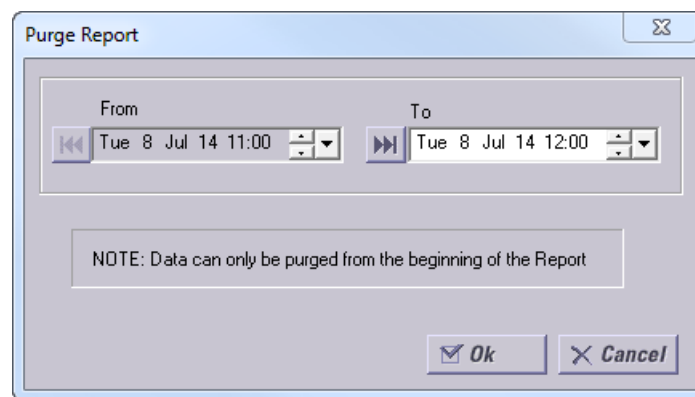 Purge Report
From To
Tue 8 Jul 14 11:00 Tue 8 Jul 14 12:00
NOTE: Data can only be purged from the beginning of the Report
Ok Cancel